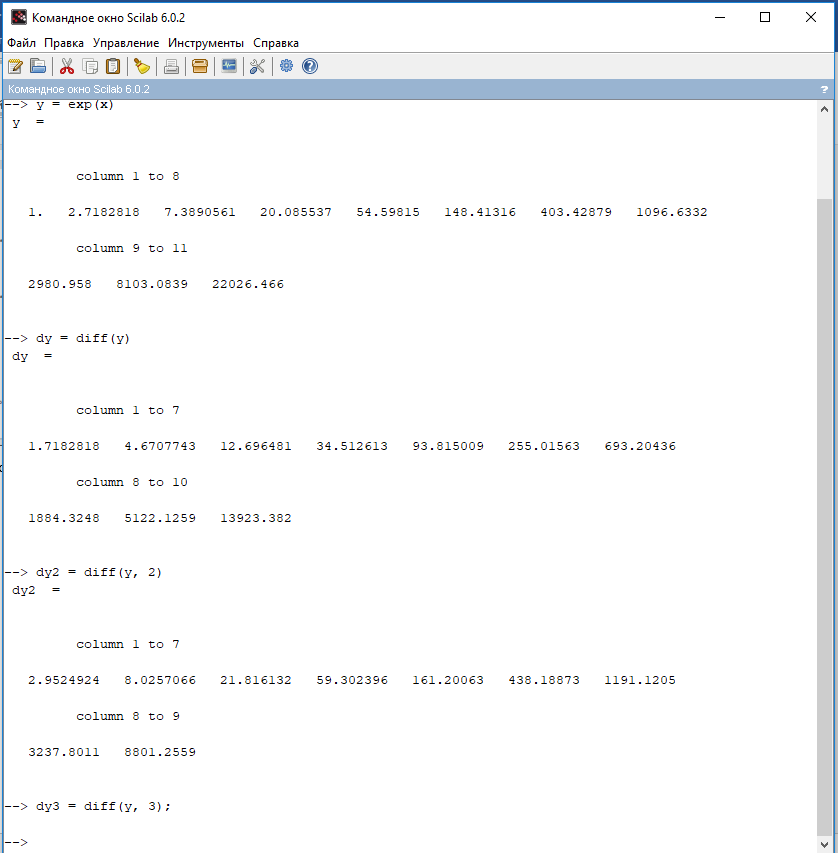 Командное окно Scilab 6.0.2
Файл Правка Управление Инструменты Справка
Командное окно Scilab 6.0.2 ?
--> y = exp(x)
y =
column 1 to 8
1. 2.7182818 7.3890561 20.085537 54.59815 148.41316 403.42879 1096.6332
column 9 to 11
2980.958 8103.0839 22026.466
--> dy = diff(y)
dy =
column 1 to 7
1.7182818 4.6707743 12.696481 34.512613 93.815009 255.01563 693.20436
column 8 to 10
1884.3248 5122.1259 13923.382
--> dy2 = diff(y, 2)
dy2 =
column 1 to 7
2.9524924 8.0257066 21.816132 59.302396 161.20063 438.18873 1191.1205
column 8 to 9
3237.8011 8801.2559
--> dy3 = diff(y, 3);
-->